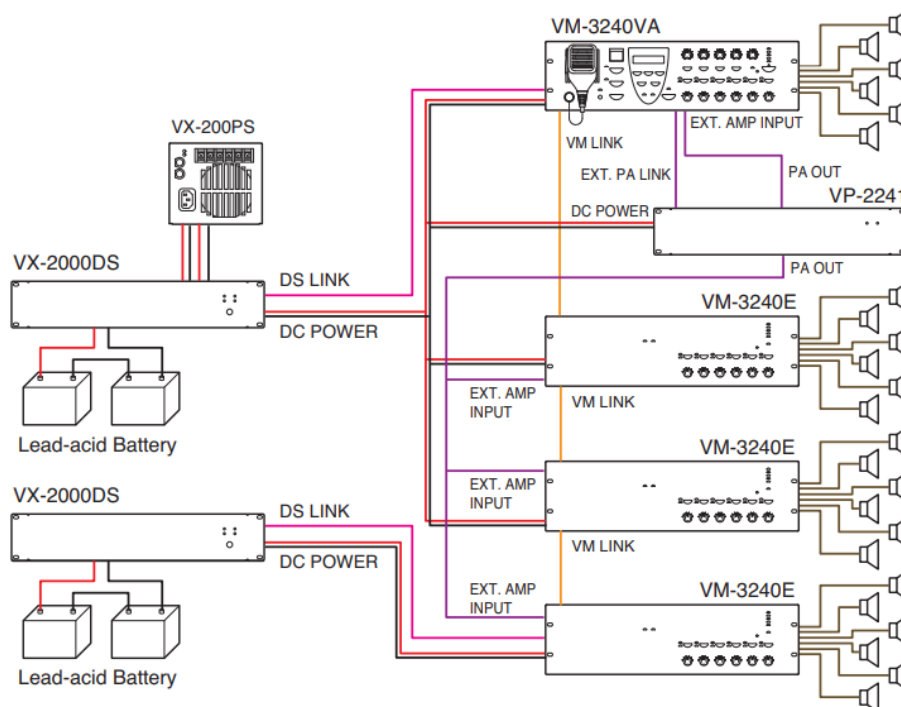 VM-3240VA
VX-200PS
EXT. AMP INPUT
VM LINK
EXT. PA LINK
PA OUT
DC POWER
VP-2241
VX-2000DS
DS LINK
PA OUT
DC POWER
VM-3240E
EXT. AMP
INPUT
VM LINK
Lead-acid Battery
VM-3240E
VX-2000DS
EXT. AMP
INPUT
DS LINK
VM LINK
DC POWER
EXT. AMP
INPUT
VM-3240E
Lead-acid Battery